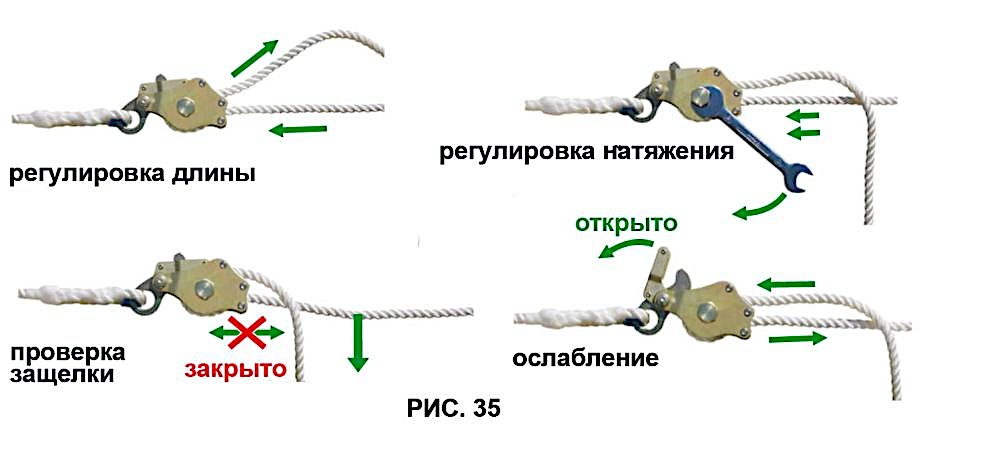 регулировка длины
регулировка натяжения
открыто
проверка
защелки
закрыто
ослабление
РИС. 35